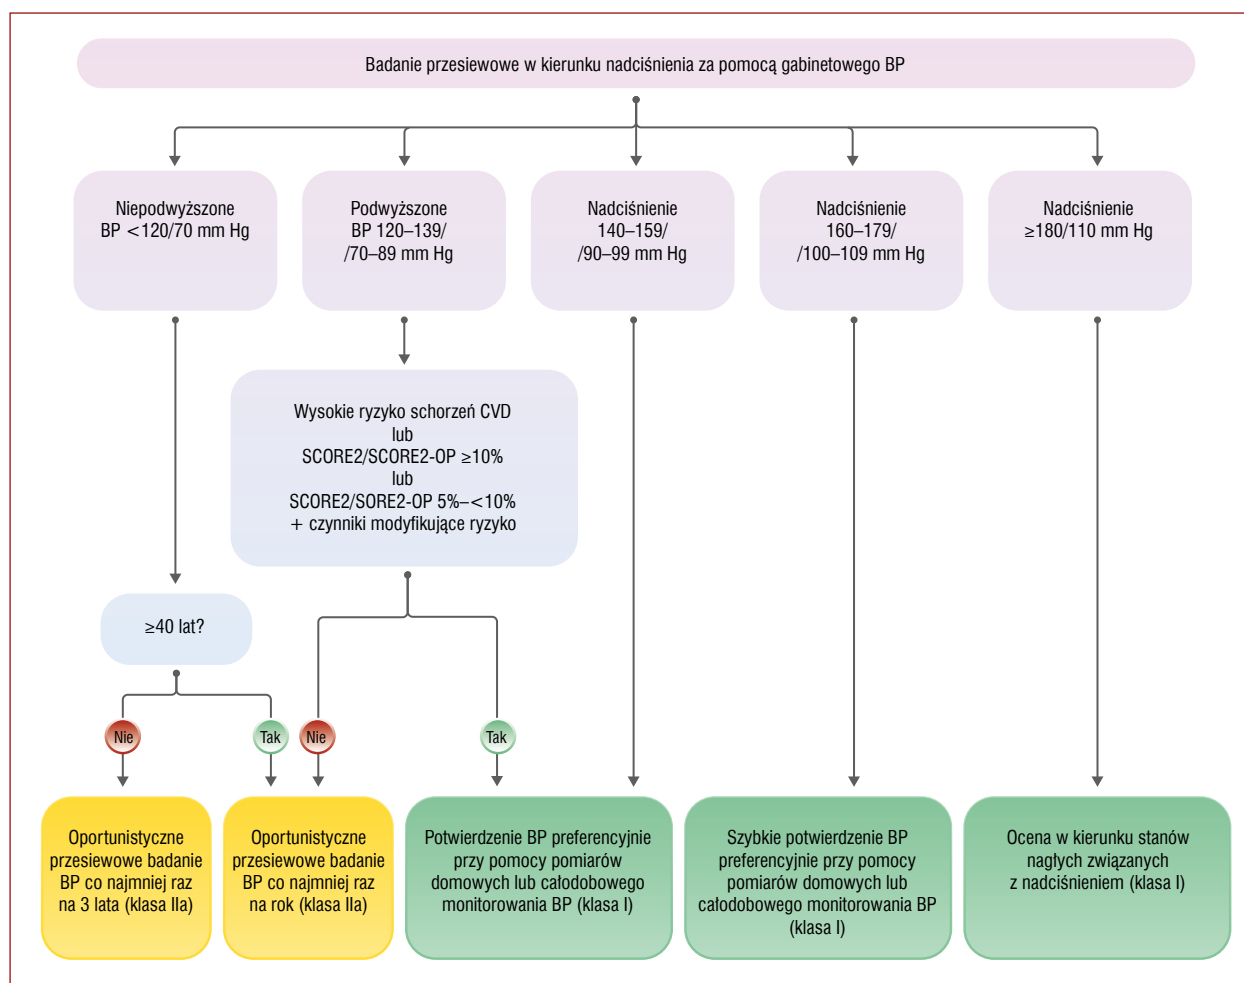 Badanie przesiewowe w kierunku nadciśnienia za pomocą gabinetowego BP
Niepodwyższone
BP <120/70 mm Hg
Podwyższone
BP 120–139/
/70–89 mm Hg
Nadciśnienie
140–159/
/90–99 mm Hg
Nadciśnienie
160–179/
/100–109 mm Hg
Nadciśnienie
≥180/110 mm Hg
Wysokie ryzyko schorzeń CVD
lub
SCORE2/SCORE2-OP ≥10%
lub
SCORE2/SORE2-OP 5%–<10%
+ czynniki modyfikujące ryzyko
≥40 lat?
Nie
Tak
Nie
Tak
Oportunistyczne
przesiewowe badanie
BP co najmniej raz
na 3 lata (klasa IIa)
Oportunistyczne
przesiewowe badanie
BP co najmniej raz
na rok (klasa IIa)
Potwierdzenie BP preferencyjnie
przy pomocy pomiarów
domowych lub całodobowego
monitorowania BP (klasa I)
Szybkie potwierdzenie BP
preferencyjnie przy pomocy
pomiarów domowych lub
całodobowego monitorowania BP
(klasa I)
Ocena w kierunku stanów
nagłych związanych
z nadciśnieniem (klasa I)